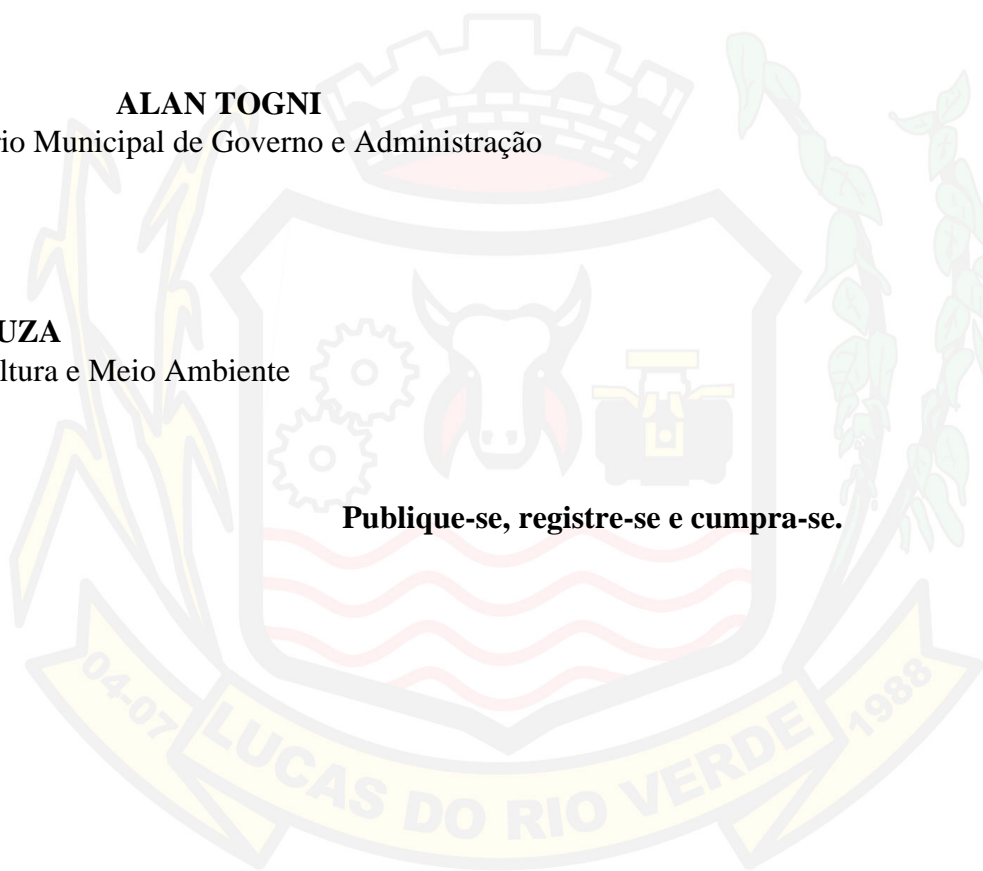 ALAN TOGNI
rio Municipal de Governo e Administração
UZA
ltura e Meio Ambiente
Publique-se, registre-se e cumpra-se.
04-07
LUCAS DO RIO VERDE
1988